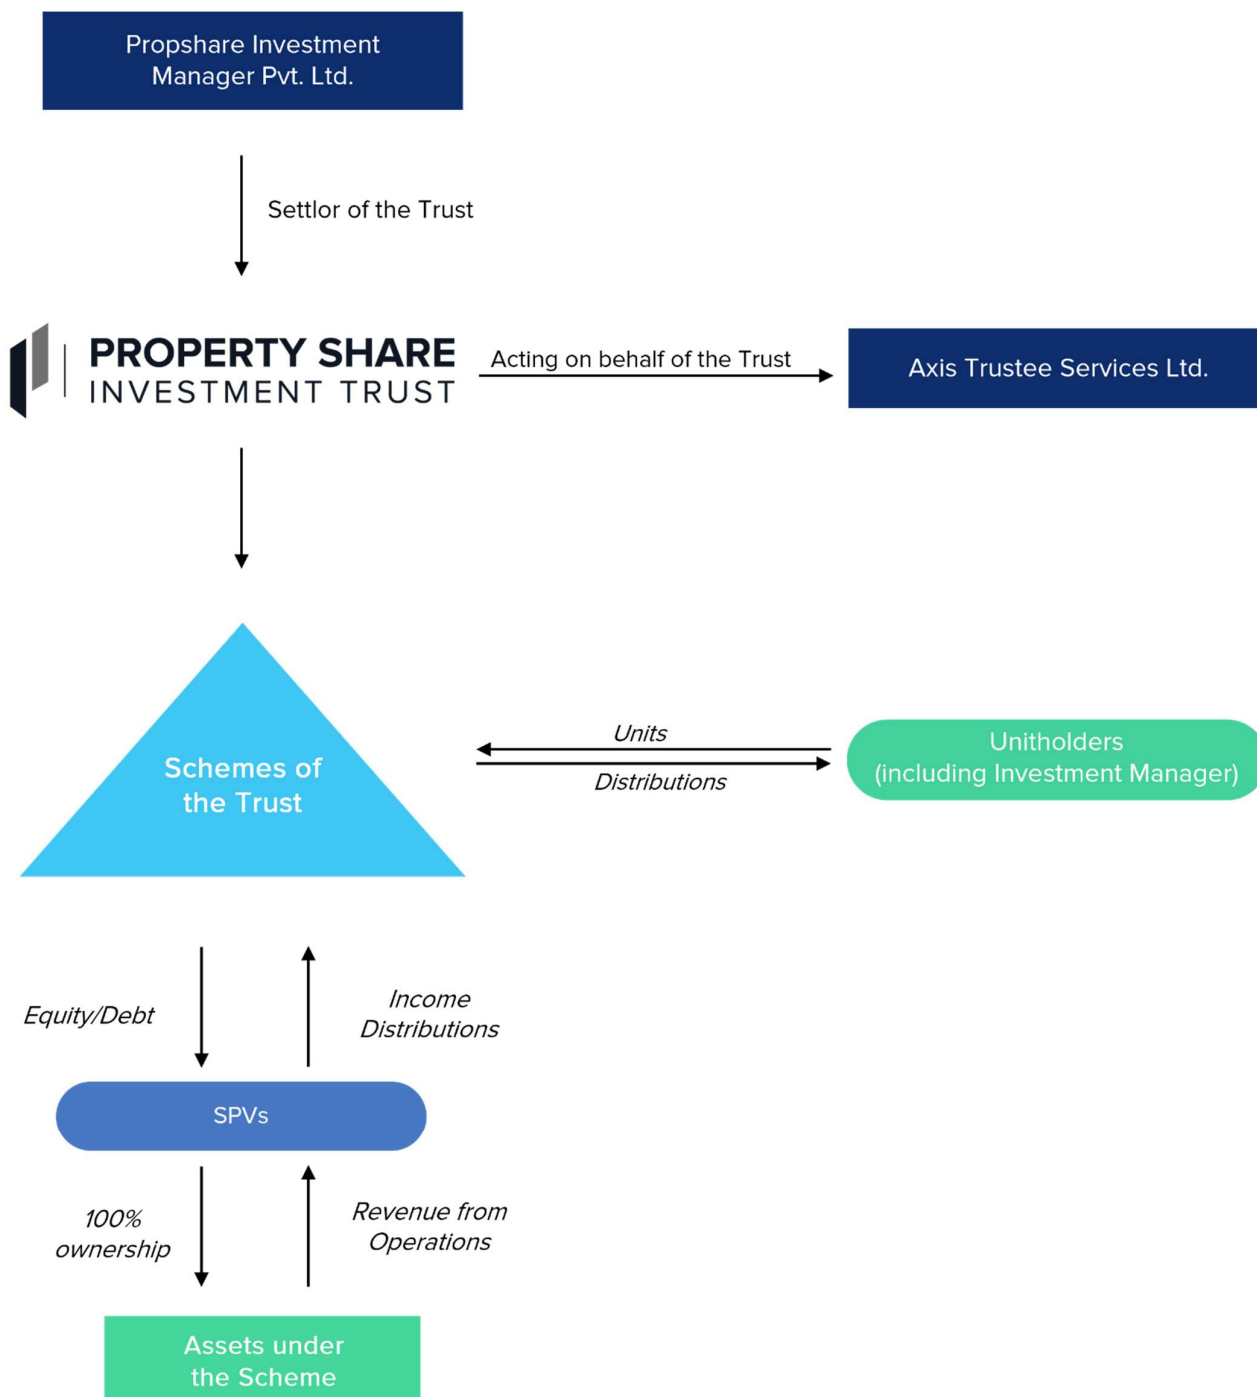 Propshare Investment
Manager Pvt. Ltd.
Settlor of the Trust
PROPERTY SHARE
INVESTMENT TRUST
Acting on behalf of the Trust
Axis Trustee Services Ltd.
Schemes of
the Trust
Units
Distributions
Unitholders
(including Investment Manager)
Equity/Debt
Income
Distributions
SPVs
100%
ownership
Revenue from
Operations
Assets under
the Scheme